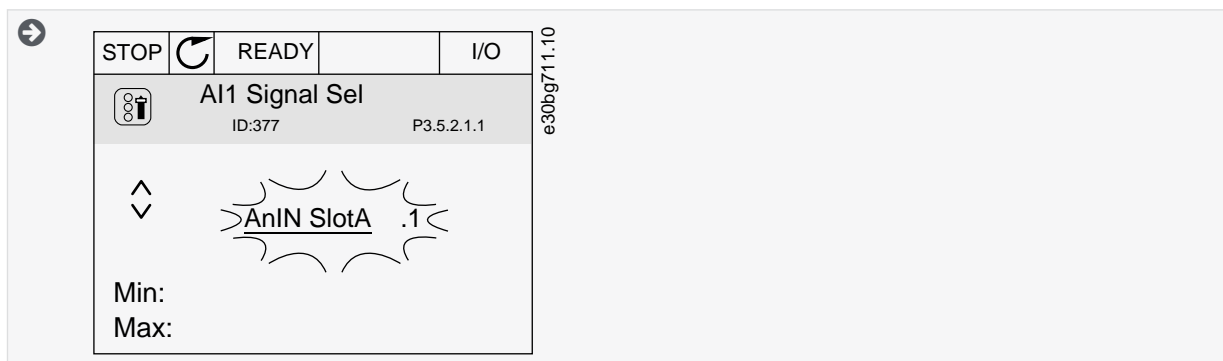 STOP READY I/O
AI1 Signal Sel
ID:377 P3.5.2.1.1
AnIN SlotA .1
Min:
Max:
e30bg711.10